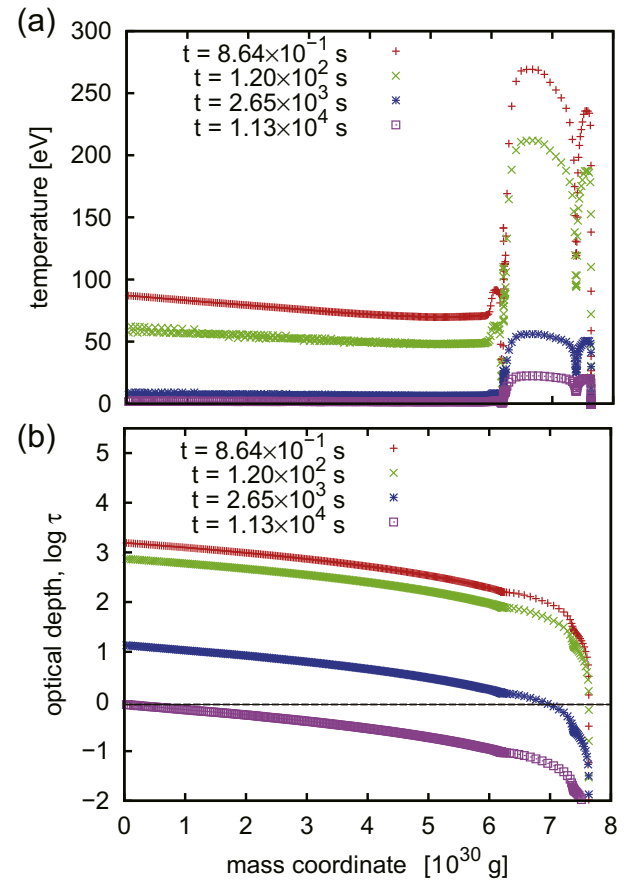 (a)
300
250
200
150
100
50
0
temperature [eV]
t = 8.64×10⁻¹ s
t = 1.20×10² s
t = 2.65×10³ s
t = 1.13×10⁴ s
(b)
5
4
3
2
1
0
−1
−2
optical depth, log τ
t = 8.64×10⁻¹ s
t = 1.20×10² s
t = 2.65×10³ s
t = 1.13×10⁴ s
0 1 2 3 4 5 6 7 8
mass coordinate [10³⁰ g]